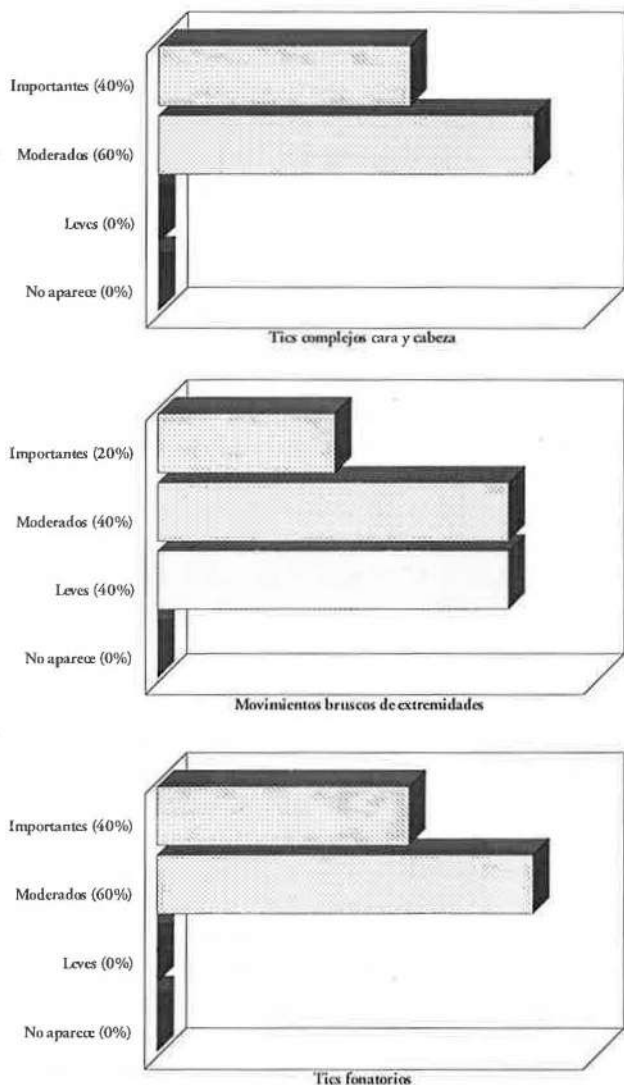 Importantes (40%)
Moderados (60%)
Leves (0%)
No aparece (0%)
Tics complejos cara y cabeza
Importantes (20%)
Moderados (40%)
Leves (40%)
No aparece (0%)
Movimientos bruscos de extremidades
Importantes (40%)
Moderados (60%)
Leves (0%)
No aparece (0%)
Tics fonatorios